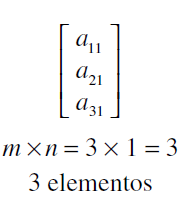 a₁₁
a₂₁
a₃₁
m × n = 3 × 1 = 3
3 elementos